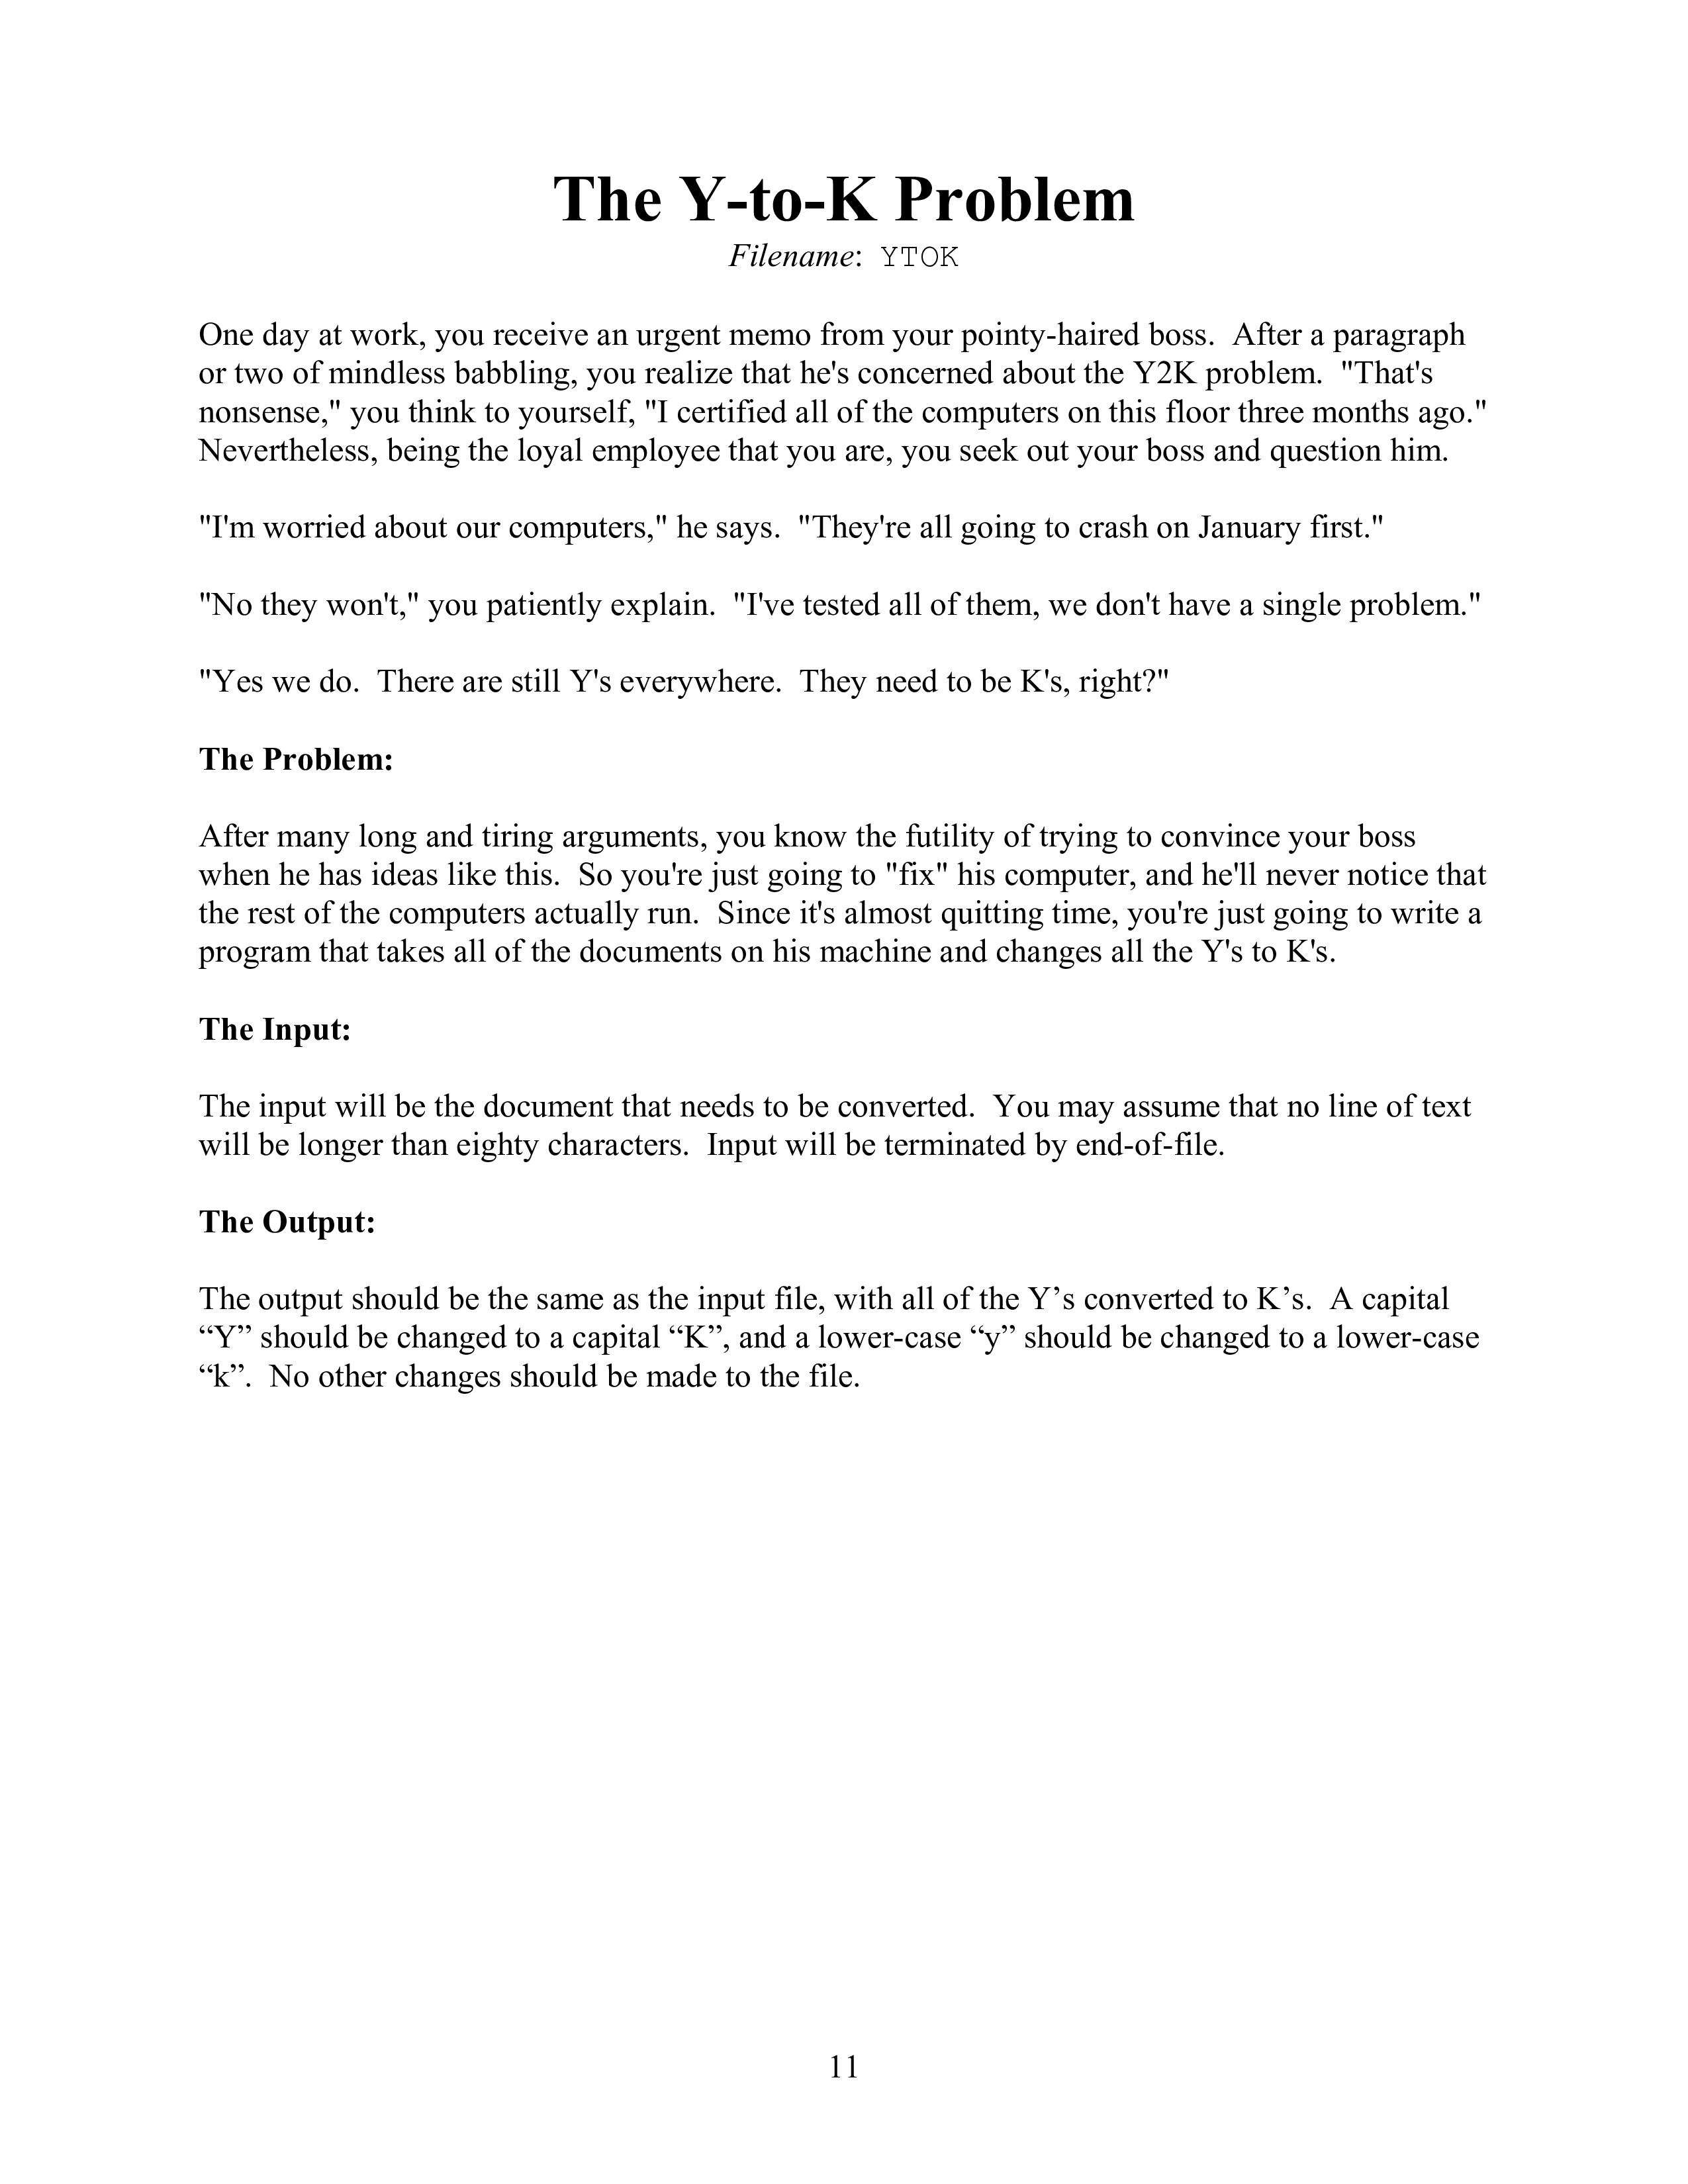 The Y-to-K Problem
Filename: YTOK
One day at work, you receive an urgent memo from your pointy-haired boss.  After a paragraph
or two of mindless babbling, you realize that he's concerned about the Y2K problem.  "That's
nonsense," you think to yourself, "I certified all of the computers on this floor three months ago."
Nevertheless, being the loyal employee that you are, you seek out your boss and question him.
"I'm worried about our computers," he says.  "They're all going to crash on January first."
"No they won't," you patiently explain.  "I've tested all of them, we don't have a single problem."
"Yes we do.  There are still Y's everywhere.  They need to be K's, right?"
The Problem:
After many long and tiring arguments, you know the futility of trying to convince your boss
when he has ideas like this.  So you're just going to "fix" his computer, and he'll never notice that
the rest of the computers actually run.  Since it's almost quitting time, you're just going to write a
program that takes all of the documents on his machine and changes all the Y's to K's.
The Input:
The input will be the document that needs to be converted.  You may assume that no line of text
will be longer than eighty characters.  Input will be terminated by end-of-file.
The Output:
The output should be the same as the input file, with all of the Y’s converted to K’s.  A capital
“Y” should be changed to a capital “K”, and a lower-case “y” should be changed to a lower-case
“k”.  No other changes should be made to the file.
11